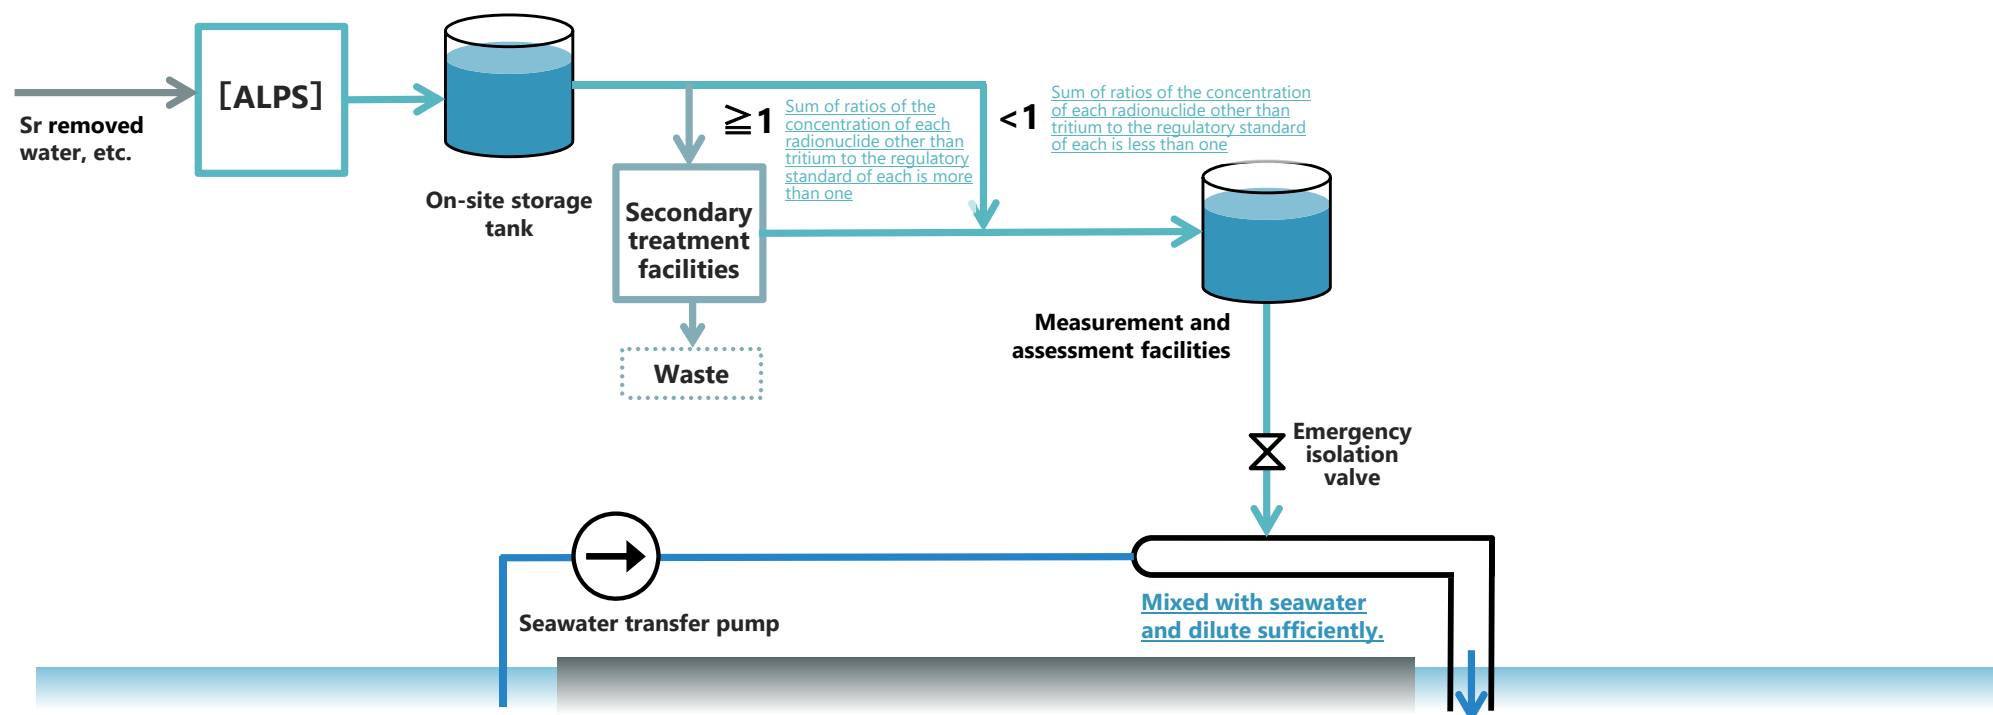 [ALPS]
Sr removed
water, etc.
On-site storage
tank
≧1
Sum of ratios of the
concentration of each
radionuclide other than
tritium to the regulatory
standard of each is more
than one
<1
Sum of ratios of the concentration
of each radionuclide other than
tritium to the regulatory standard
of each is less than one
Secondary
treatment
facilities
Waste
Measurement and
assessment facilities
Emergency
isolation
valve
Seawater transfer pump
Mixed with seawater
and dilute sufficiently.